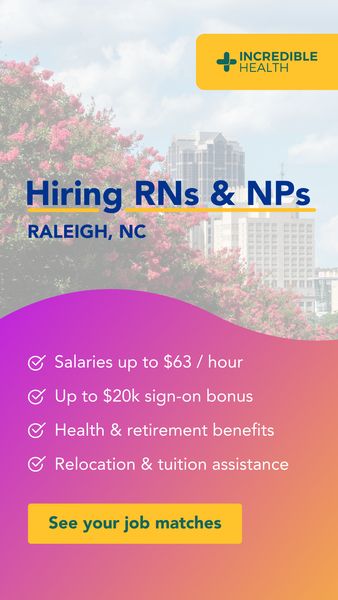 INCREDIBLE
HEALTH
Hiring RNs & NPs
RALEIGH, NC
Salaries up to $63 / hour
Up to $20k sign-on bonus
Health & retirement benefits
Relocation & tuition assistance
See your job matches